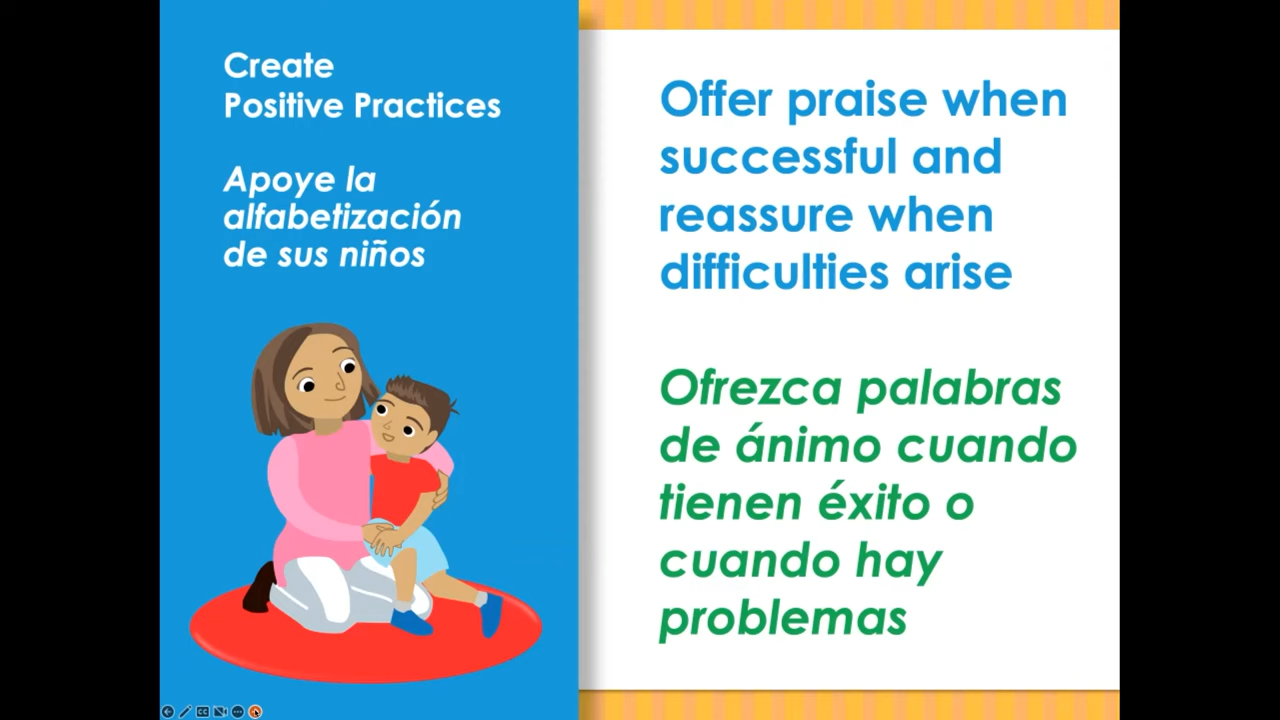 Create
Positive Practices
Apoye la
alfabetización
de sus niños
Offer praise when
successful and
reassure when
difficulties arise
Ofrezca palabras
de ánimo cuando
tienen éxito o
cuando hay
problemas